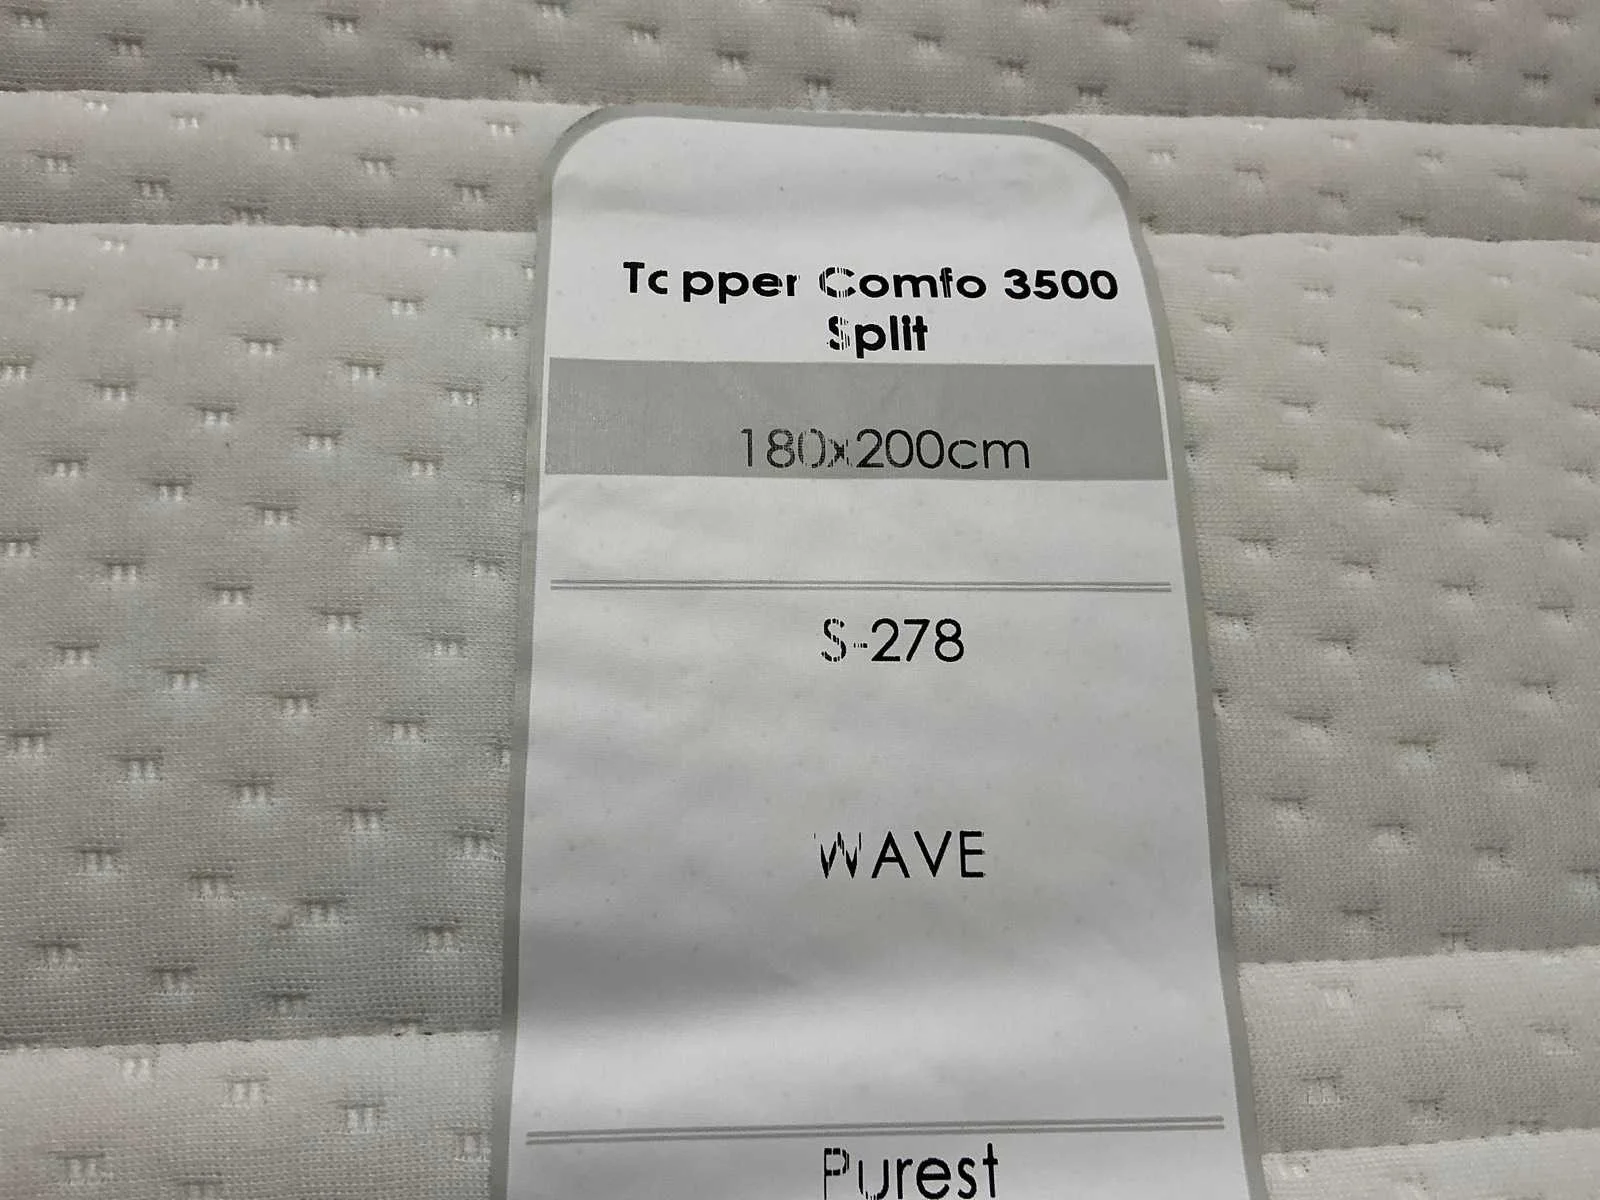 Topper Comfo 3500
Split
180x200cm
S-278
WAVE
Purest